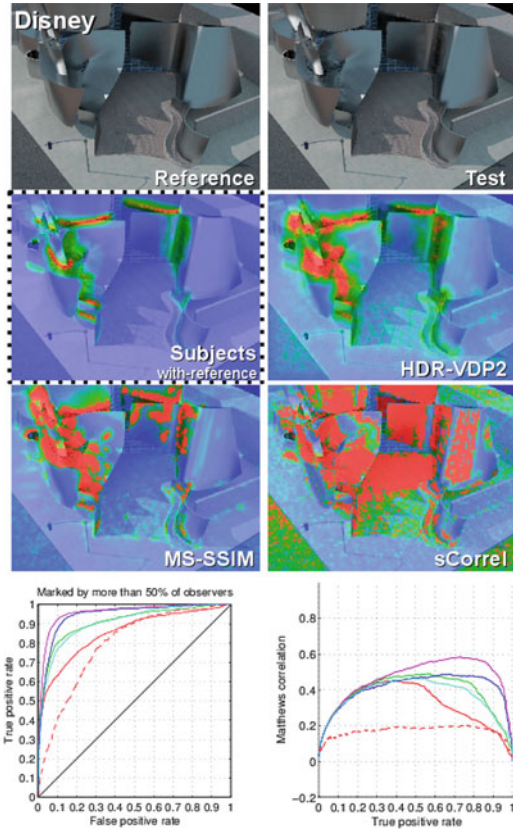 Disney
Reference
Test
Subjects
with-reference
HDR-VDP2
MS-SSIM
sCorrel
Marked by more than 50% of observers
True positive rate
1
0.9
0.8
0.7
0.6
0.5
0.4
0.3
0.2
0.1
0
0 0.1 0.2 0.3 0.4 0.5 0.6 0.7 0.8 0.9 1
False positive rate
Matthews correlation
0.8
0.6
0.4
0.2
0
−0.2
0 0.1 0.2 0.3 0.4 0.5 0.6 0.7 0.8 0.9 1
True positive rate